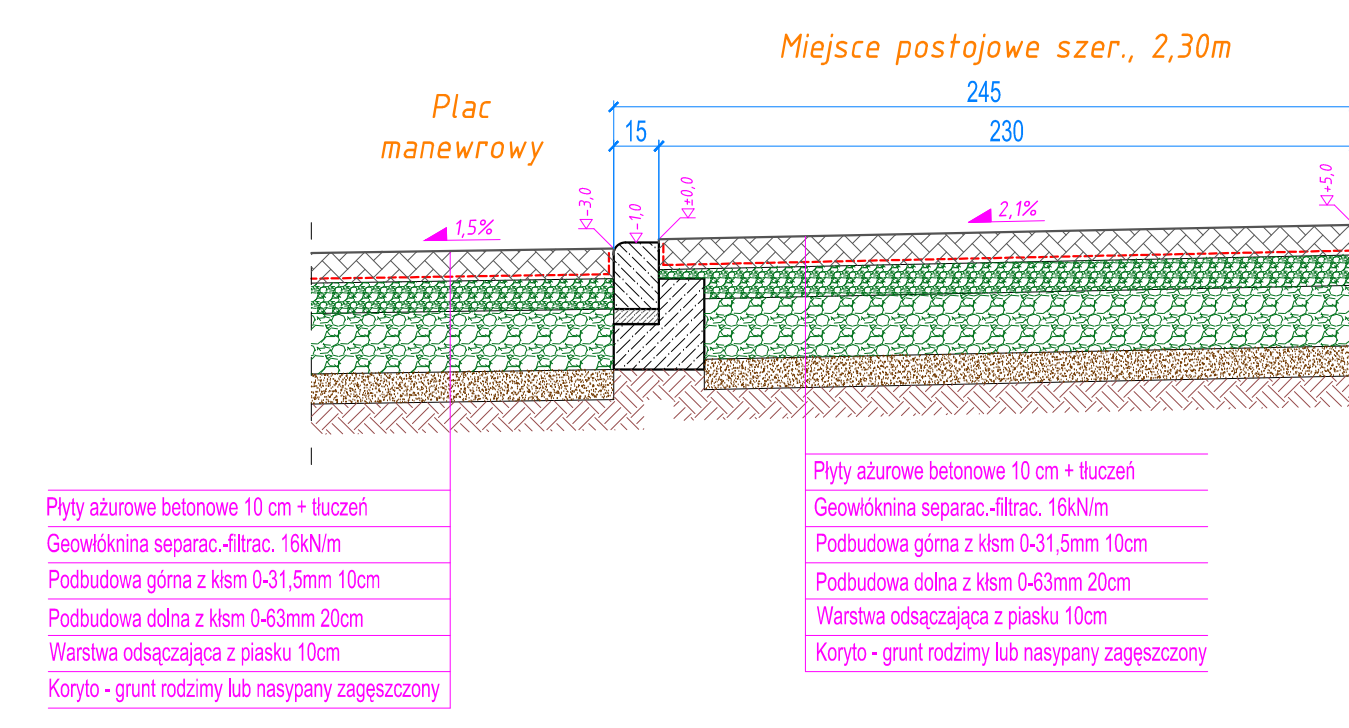 Miejsce postojowe szer., 2,30m
245
Plac
manewrowy
15
230
-3,0
-1,0
±0,0
+5,0
1,5%
2,1%
Płyty ażurowe betonowe 10 cm + tłuczeń
Geowłóknina separac.-filtrac. 16kN/m
Podbudowa górna z kłsm 0-31,5mm 10cm
Podbudowa dolna z kłsm 0-63mm 20cm
Warstwa odsączająca z piasku 10cm
Koryto - grunt rodzimy lub nasypany zagęszczony
Płyty ażurowe betonowe 10 cm + tłuczeń
Geowłóknina separac.-filtrac. 16kN/m
Podbudowa górna z kłsm 0-31,5mm 10cm
Podbudowa dolna z kłsm 0-63mm 20cm
Warstwa odsączająca z piasku 10cm
Koryto - grunt rodzimy lub nasypany zagęszczony